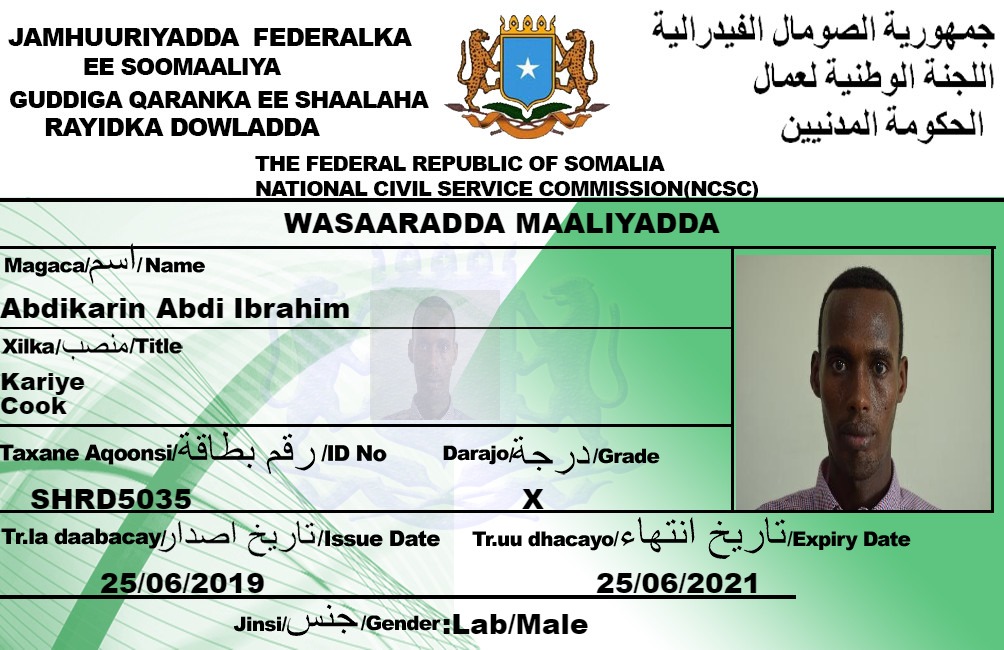 JAMHUURIYADDA FEDERALKA
EE SOOMAALIYA
GUDDIGA QARANKA EE SHAALAHA
RAYIDKA DOWLADDA
جمهورية الصومال الفيدرالية
اللجنة الوطنية لعمال
الحكومة المدنيين
THE FEDERAL REPUBLIC OF SOMALIA
NATIONAL CIVIL SERVICE COMMISSION(NCSC)
WASAARADDA MAALIYADDA
Magaca/اسم/Name
Abdikarin Abdi Ibrahim
Xilka/منصب/Title
Kariye
Cook
Taxane Aqoonsi/رقم بطاقة/ID No
Darajo/درجة/Grade
SHRD5035
X
Tr.la daabacay/تاريخ اصدار/Issue Date
Tr.uu dhacayo/تاريخ انتهاء/Expiry Date
25/06/2019
25/06/2021
Jinsi/جنس/Gender:Lab/Male